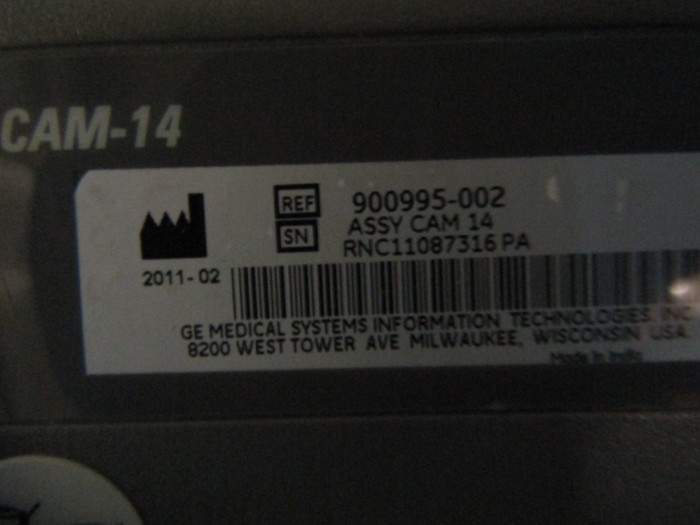 CAM-14
REF 900995-002
ASSY CAM 14
SN RNC11087316 PA
2011-02
GE MEDICAL SYSTEMS INFORMATION TECHNOLOGIES, INC
8200 WEST TOWER AVE MILWAUKEE, WISCONSIN USA
Made in India